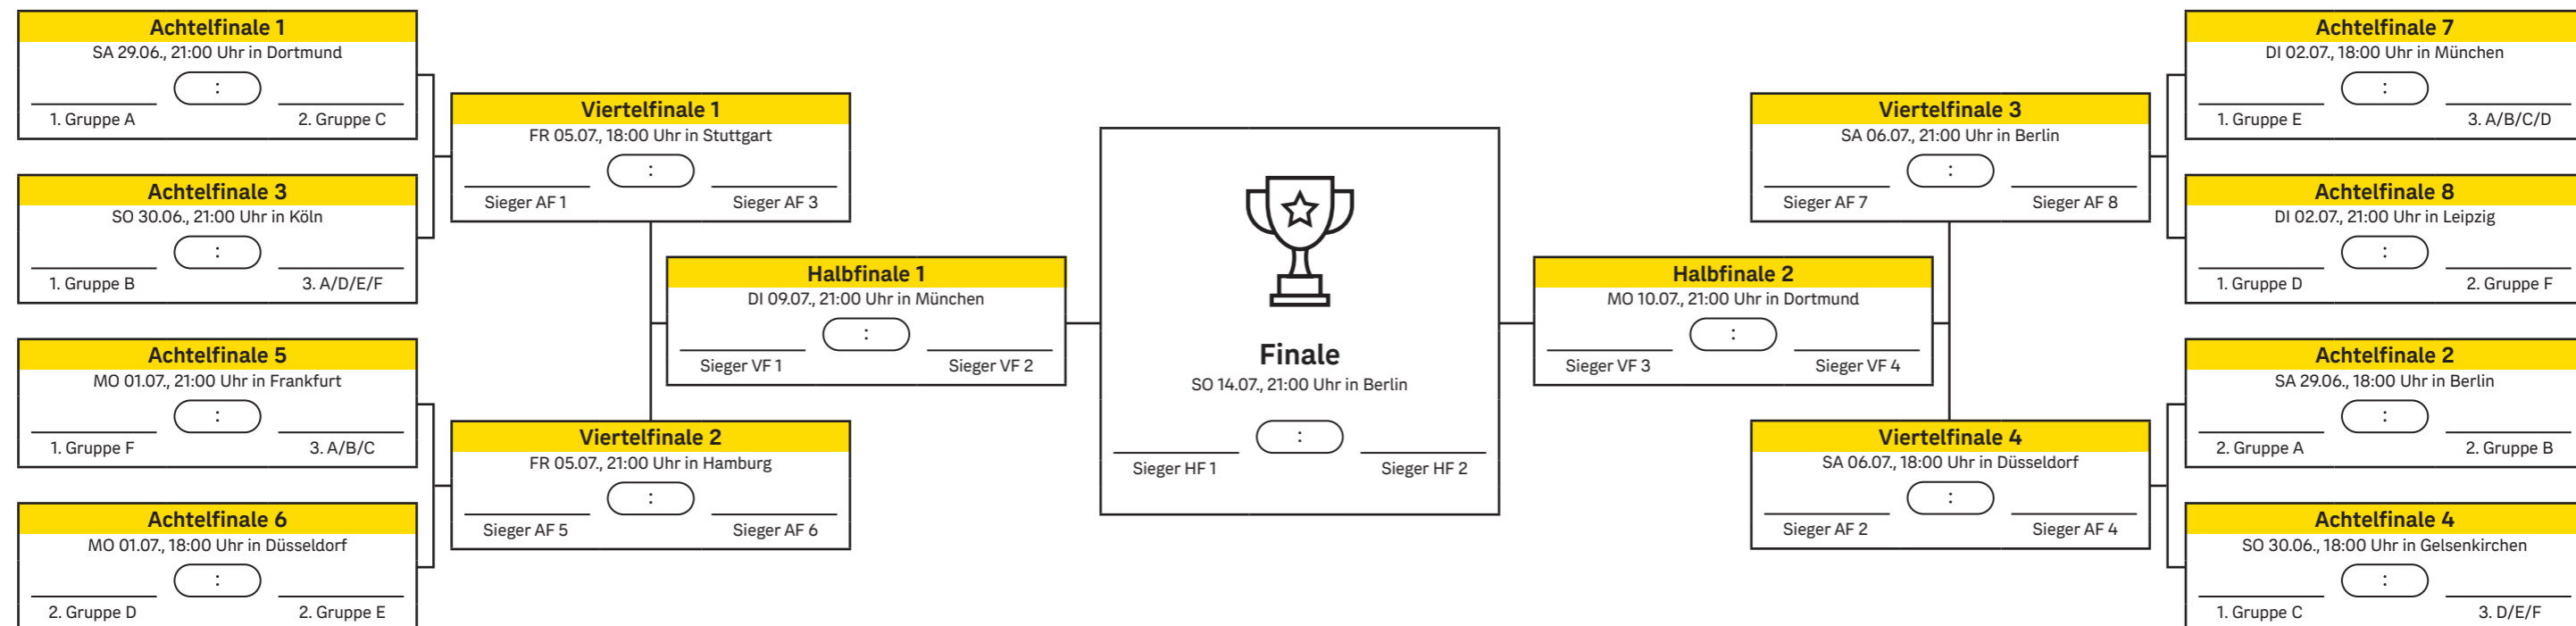 Achtelfinale 1
SA 29.06., 21:00 Uhr in Dortmund
:
1. Gruppe A 2. Gruppe C
Achtelfinale 3
SO 30.06., 21:00 Uhr in Köln
:
1. Gruppe B 3. A/D/E/F
Achtelfinale 5
MO 01.07., 21:00 Uhr in Frankfurt
:
1. Gruppe F 3. A/B/C
Achtelfinale 6
MO 01.07., 18:00 Uhr in Düsseldorf
:
2. Gruppe D 2. Gruppe E
Viertelfinale 1
FR 05.07., 18:00 Uhr in Stuttgart
:
Sieger AF 1 Sieger AF 3
Viertelfinale 2
FR 05.07., 21:00 Uhr in Hamburg
:
Sieger AF 5 Sieger AF 6
Halbfinale 1
DI 09.07., 21:00 Uhr in München
:
Sieger VF 1 Sieger VF 2
Finale
SO 14.07., 21:00 Uhr in Berlin
:
Sieger HF 1 Sieger HF 2
Halbfinale 2
MO 10.07., 21:00 Uhr in Dortmund
:
Sieger VF 3 Sieger VF 4
Viertelfinale 3
SA 06.07., 21:00 Uhr in Berlin
:
Sieger AF 7 Sieger AF 8
Viertelfinale 4
SA 06.07., 18:00 Uhr in Düsseldorf
:
Sieger AF 2 Sieger AF 4
Achtelfinale 7
DI 02.07., 18:00 Uhr in München
:
1. Gruppe E 3. A/B/C/D
Achtelfinale 8
DI 02.07., 21:00 Uhr in Leipzig
:
1. Gruppe D 2. Gruppe F
Achtelfinale 2
SA 29.06., 18:00 Uhr in Berlin
:
2. Gruppe A 2. Gruppe B
Achtelfinale 4
SO 30.06., 18:00 Uhr in Gelsenkirchen
:
1. Gruppe C 3. D/E/F